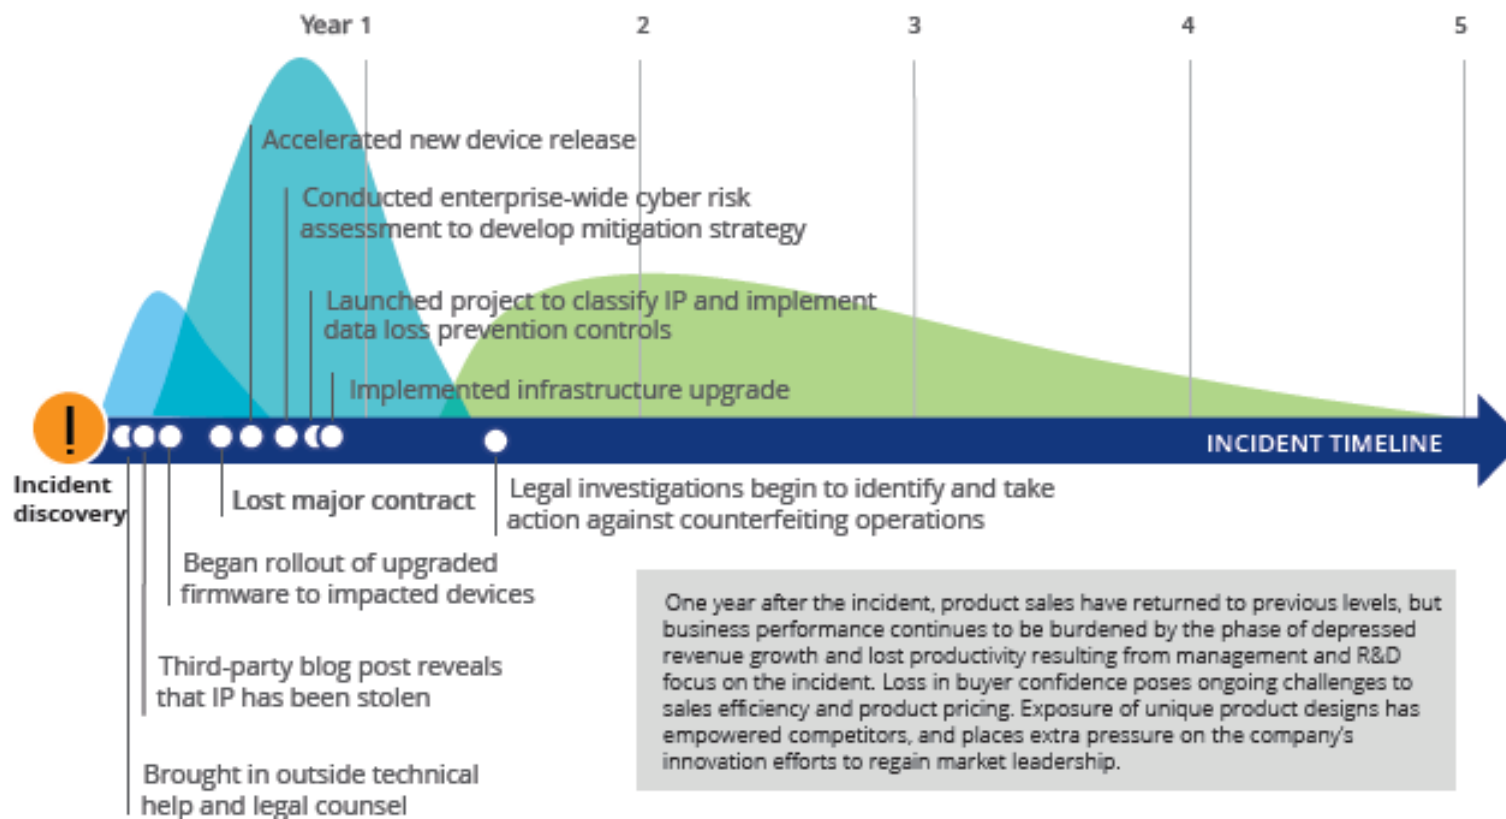 Year 1
2
3
4
5
Accelerated new device release
Conducted enterprise-wide cyber risk
assessment to develop mitigation strategy
Launched project to classify IP and implement
data loss prevention controls
Implemented infrastructure upgrade
!
INCIDENT TIMELINE
Incident
discovery
Lost major contract
Legal investigations begin to identify and take
action against counterfeiting operations
Began rollout of upgraded
firmware to impacted devices
Third-party blog post reveals
that IP has been stolen
Brought in outside technical
help and legal counsel
One year after the incident, product sales have returned to previous levels, but
business performance continues to be burdened by the phase of depressed
revenue growth and lost productivity resulting from management and R&D
focus on the incident. Loss in buyer confidence poses ongoing challenges to
sales efficiency and product pricing. Exposure of unique product designs has
empowered competitors, and places extra pressure on the company's
innovation efforts to regain market leadership.